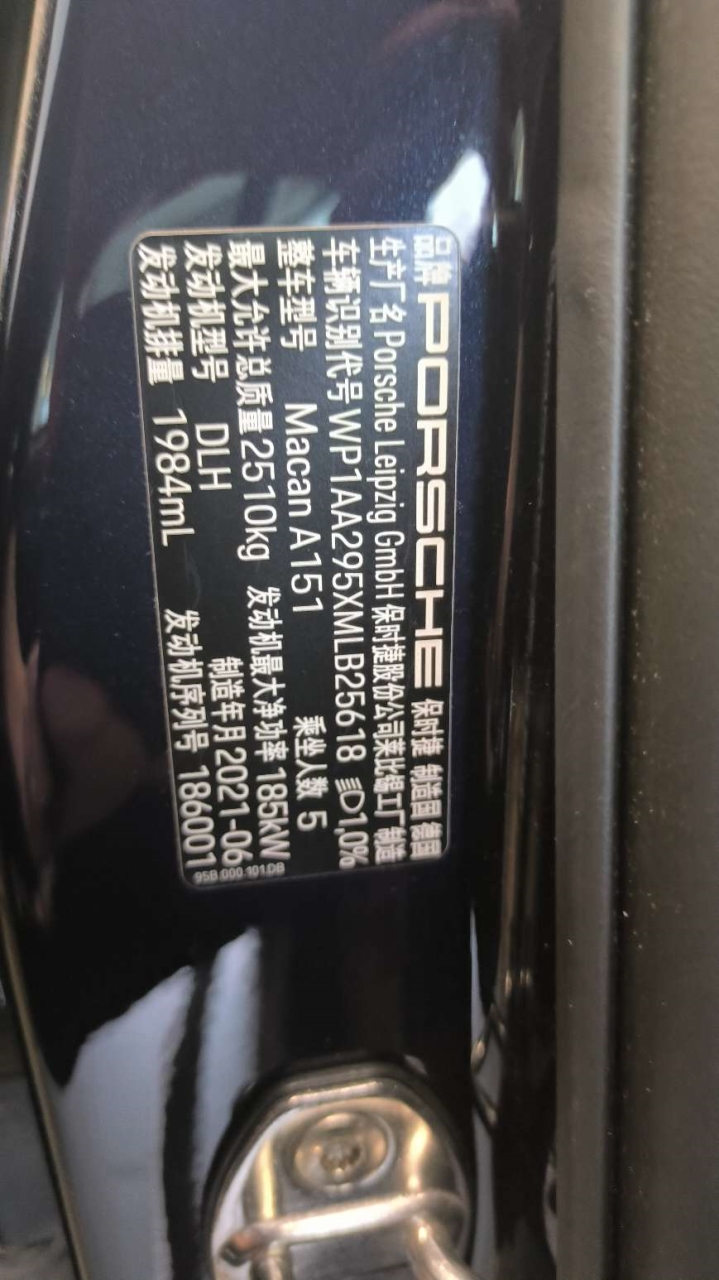 品牌 PORSCHE 保时捷 制造国 德国
生产厂名 Porsche Leipzig GmbH 保时捷股份公司莱比锡工厂制造
车辆识别代号 WP1AA295XMLB25618 1,0%
整车型号 Macan A151 乘坐人数 5
最大允许总质量 2510kg 发动机最大净功率 185kW
发动机型号 DLH 制造年月 2021-06
发动机排量 1984mL 发动机序列号 186001
95B.000.101.DB